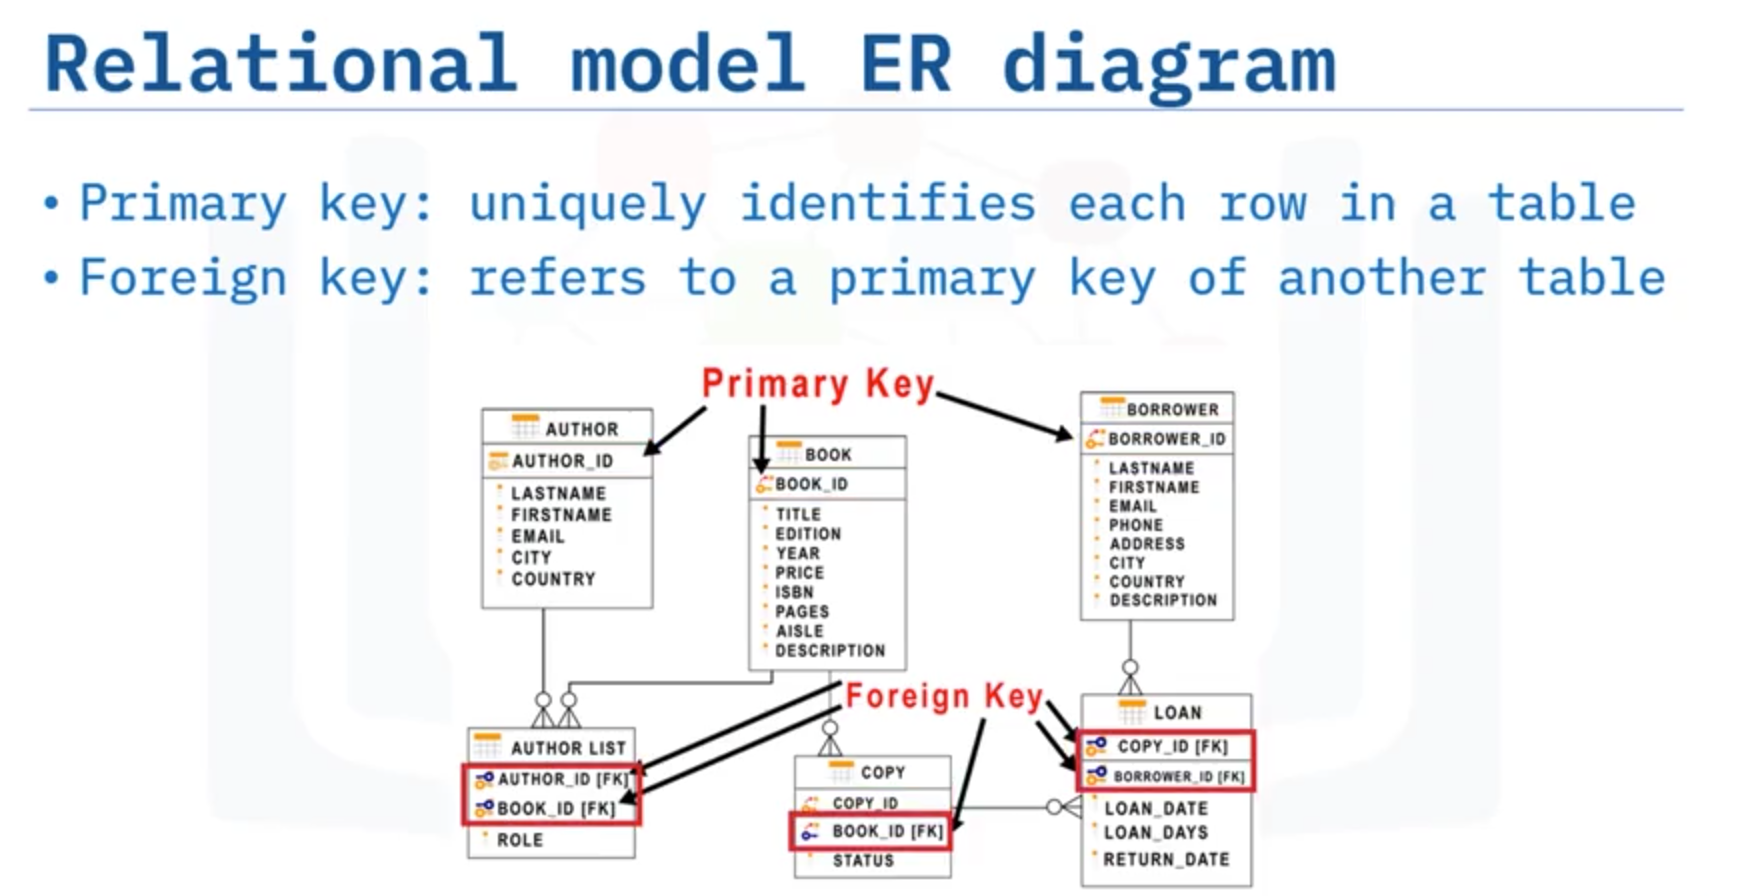 Relational model ER diagram
• Primary key: uniquely identifies each row in a table
• Foreign key: refers to a primary key of another table
Primary Key
AUTHOR
AUTHOR_ID
LASTNAME
FIRSTNAME
EMAIL
CITY
COUNTRY
BOOK
BOOK_ID
TITLE
EDITION
YEAR
PRICE
ISBN
PAGES
AISLE
DESCRIPTION
BORROWER
BORROWER_ID
LASTNAME
FIRSTNAME
EMAIL
PHONE
ADDRESS
CITY
COUNTRY
DESCRIPTION
Foreign Key
AUTHOR LIST
AUTHOR_ID [FK]
BOOK_ID [FK]
ROLE
COPY
COPY_ID
BOOK_ID [FK]
STATUS
LOAN
COPY_ID [FK]
BORROWER_ID [FK]
LOAN_DATE
LOAN_DAYS
RETURN_DATE